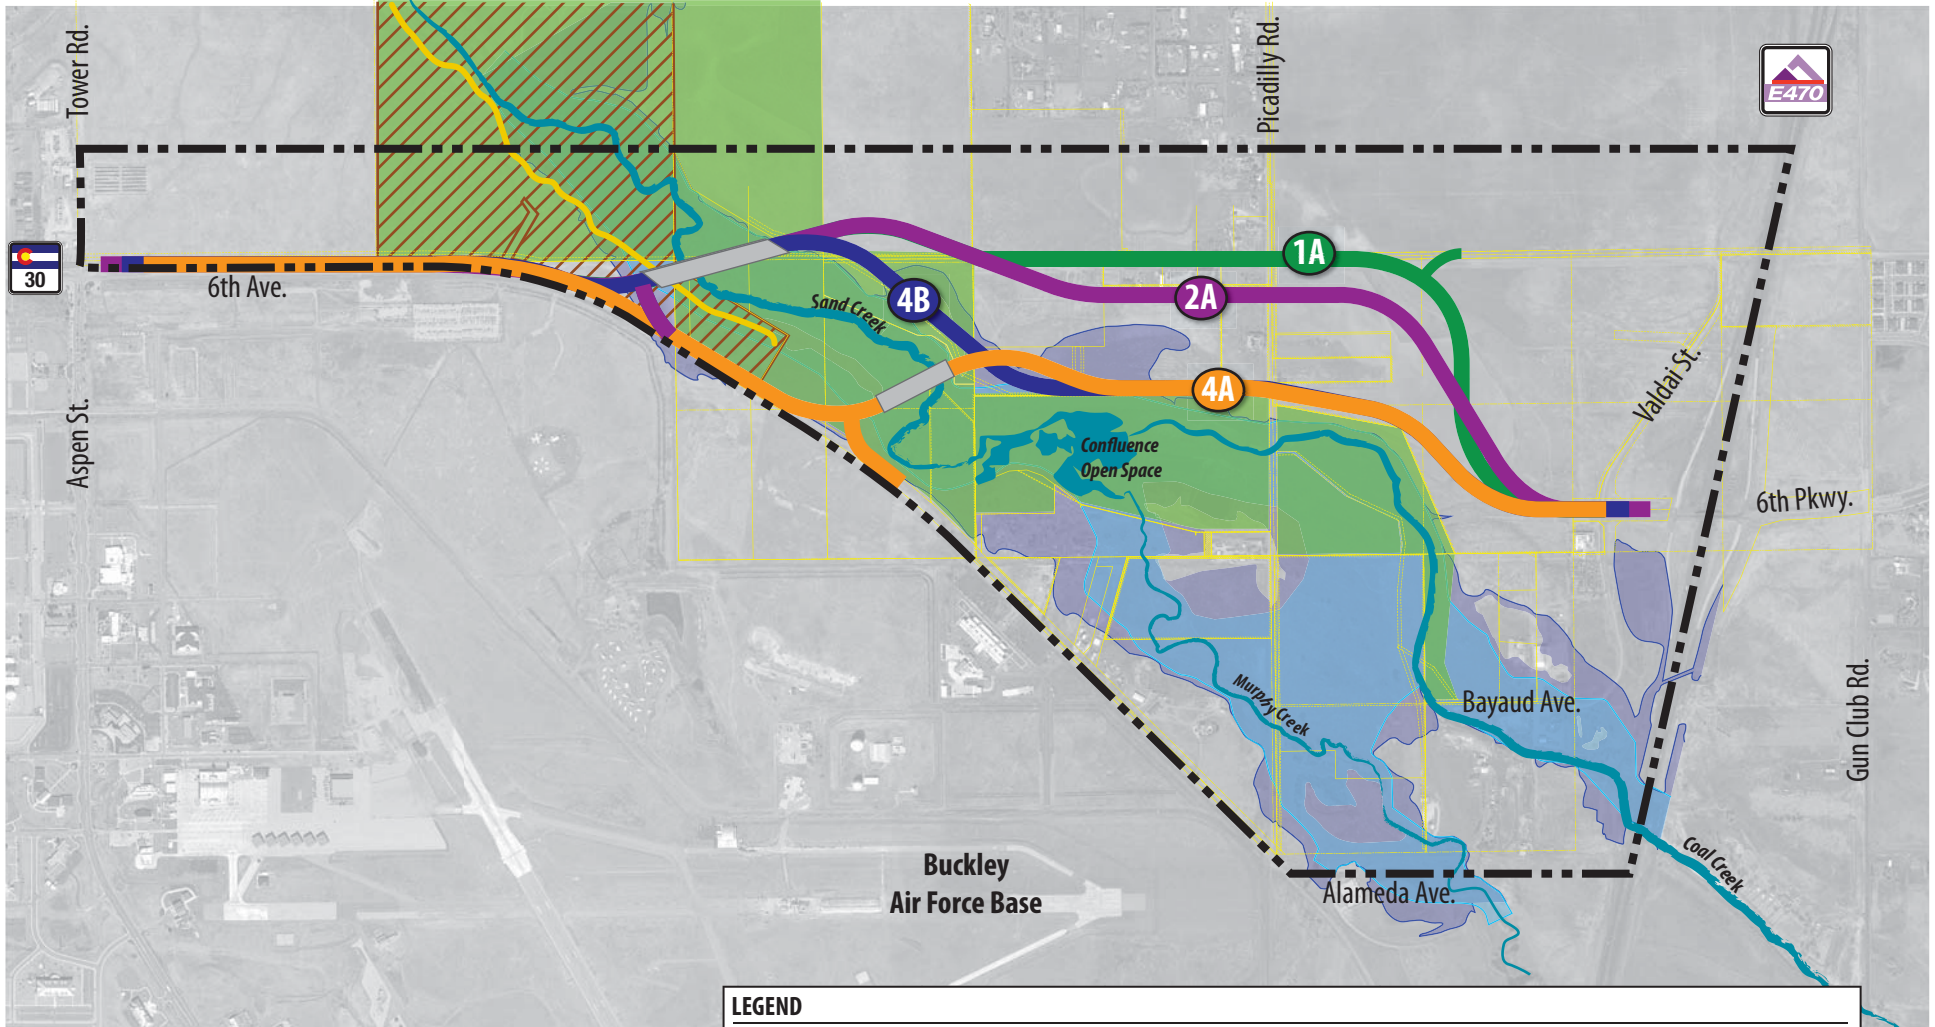 Tower Rd.
Picadilly Rd.
E470
30
6th Ave.
1A
2A
4B
4A
Sand Creek
Valdai St.
Aspen St.
Confluence
Open Space
6th Pkwy.
Murphy Creek
Bayaud Ave.
Gun Club Rd.
Coal Creek
Buckley
Air Force Base
Alameda Ave.
LEGEND